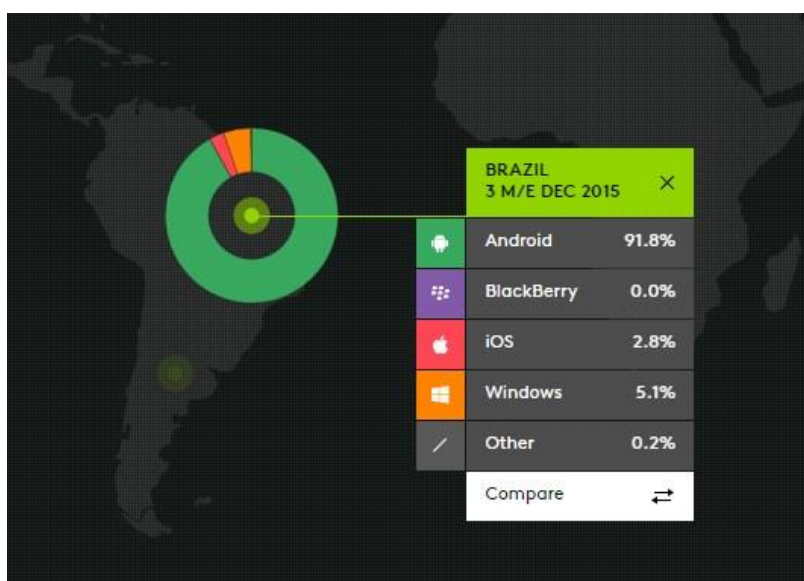 BRAZIL
3 M/E DEC 2015
Android 91.8%
BlackBerry 0.0%
iOS 2.8%
Windows 5.1%
Other 0.2%
Compare